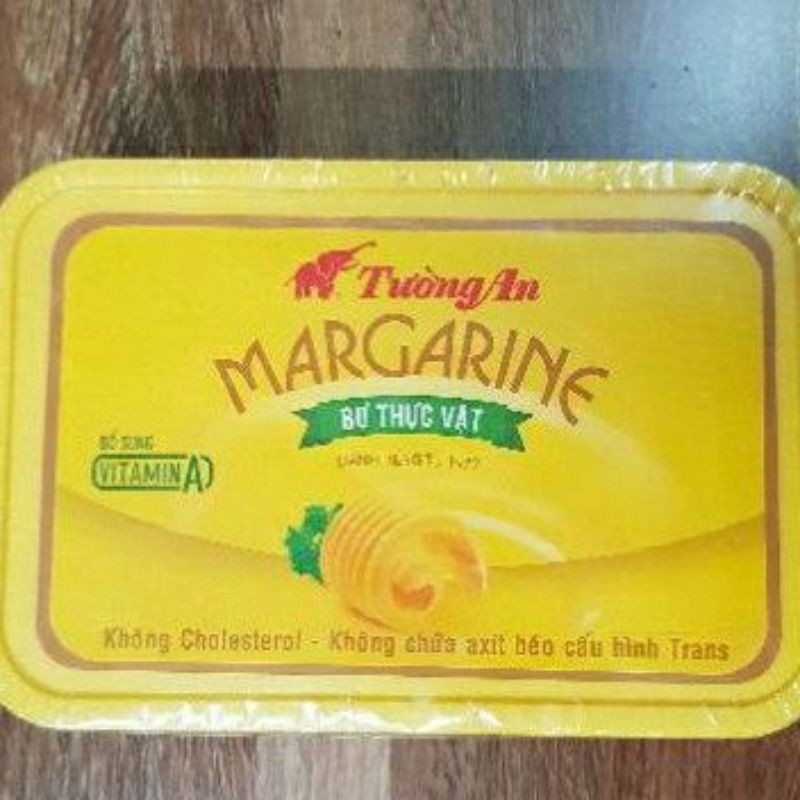 Tường An
MARGARINE
BƠ THỰC VẬT
BỔ SUNG
VITAMIN A
Không Cholesterol - Không chứa axit béo cấu hình Trans